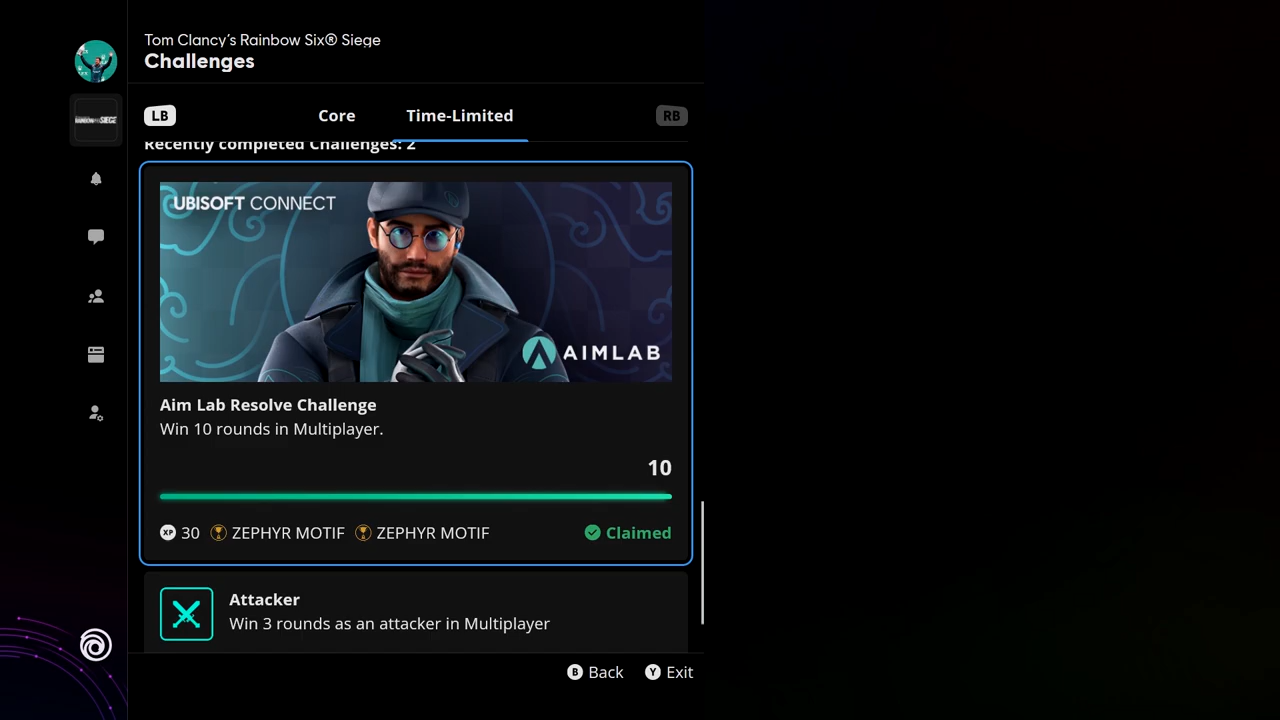 Tom Clancy's Rainbow Six® Siege
Challenges
LB
Core
Time-Limited
RB
Recently completed Challenges: 2
UBISOFT CONNECT
AIMLAB
Aim Lab Resolve Challenge
Win 10 rounds in Multiplayer.
10
XP 30 ZEPHYR MOTIF ZEPHYR MOTIF Claimed
Attacker
Win 3 rounds as an attacker in Multiplayer
B Back Y Exit